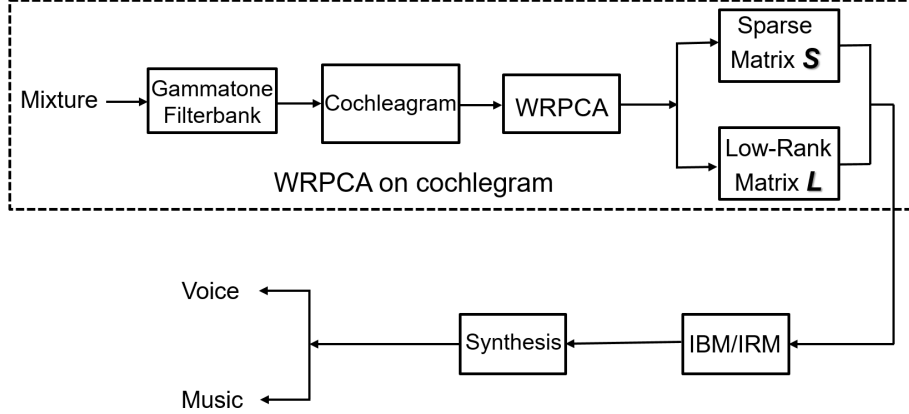 Mixture
Gammatone
Filterbank
Cochleagram
WRPCA
Sparse
Matrix S
Low-Rank
Matrix L
WRPCA on cochlegram
Voice
Music
Synthesis
IBM/IRM